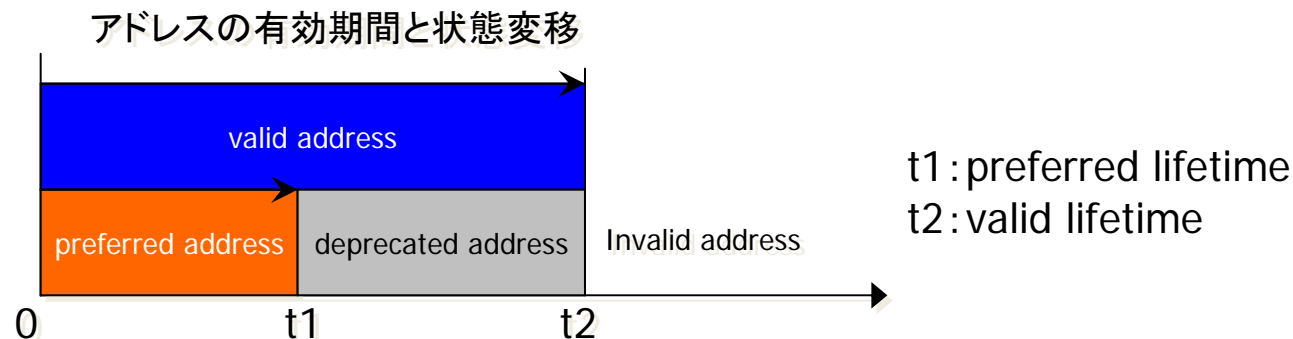 アドレスの有効期間と状態変移
valid address
preferred address
deprecated address
Invalid address
0
t1
t2
t1:preferred lifetime
t2:valid lifetime